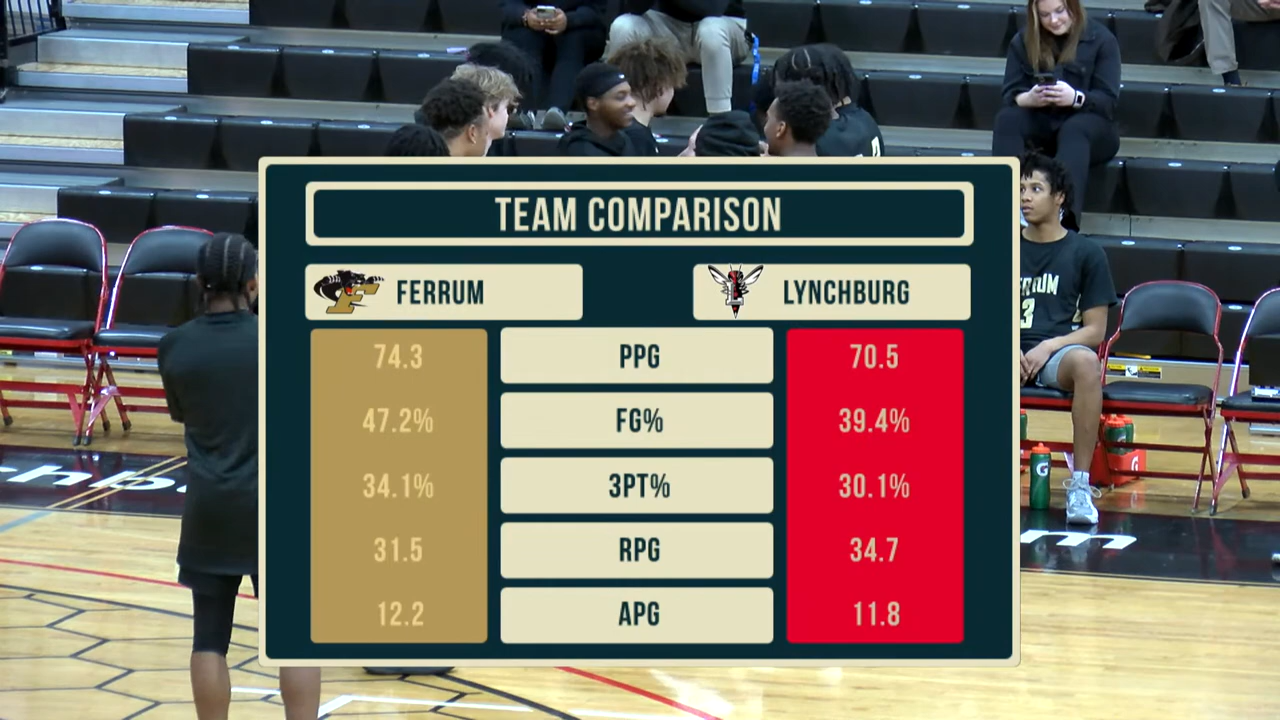 TEAM COMPARISON
FERRUM
LYNCHBURG
74.3 PPG 70.5
47.2% FG% 39.4%
34.1% 3PT% 30.1%
31.5 RPG 34.7
12.2 APG 11.8
3
G